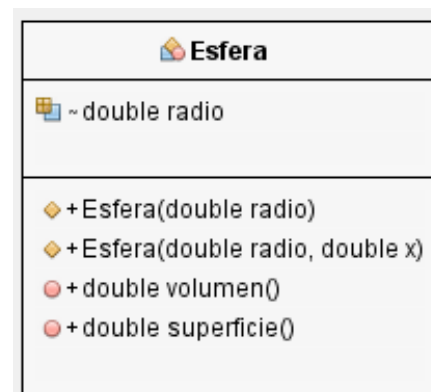 Esfera
~ double radio
+ Esfera(double radio)
+ Esfera(double radio, double x)
+ double volumen()
+ double superficie()